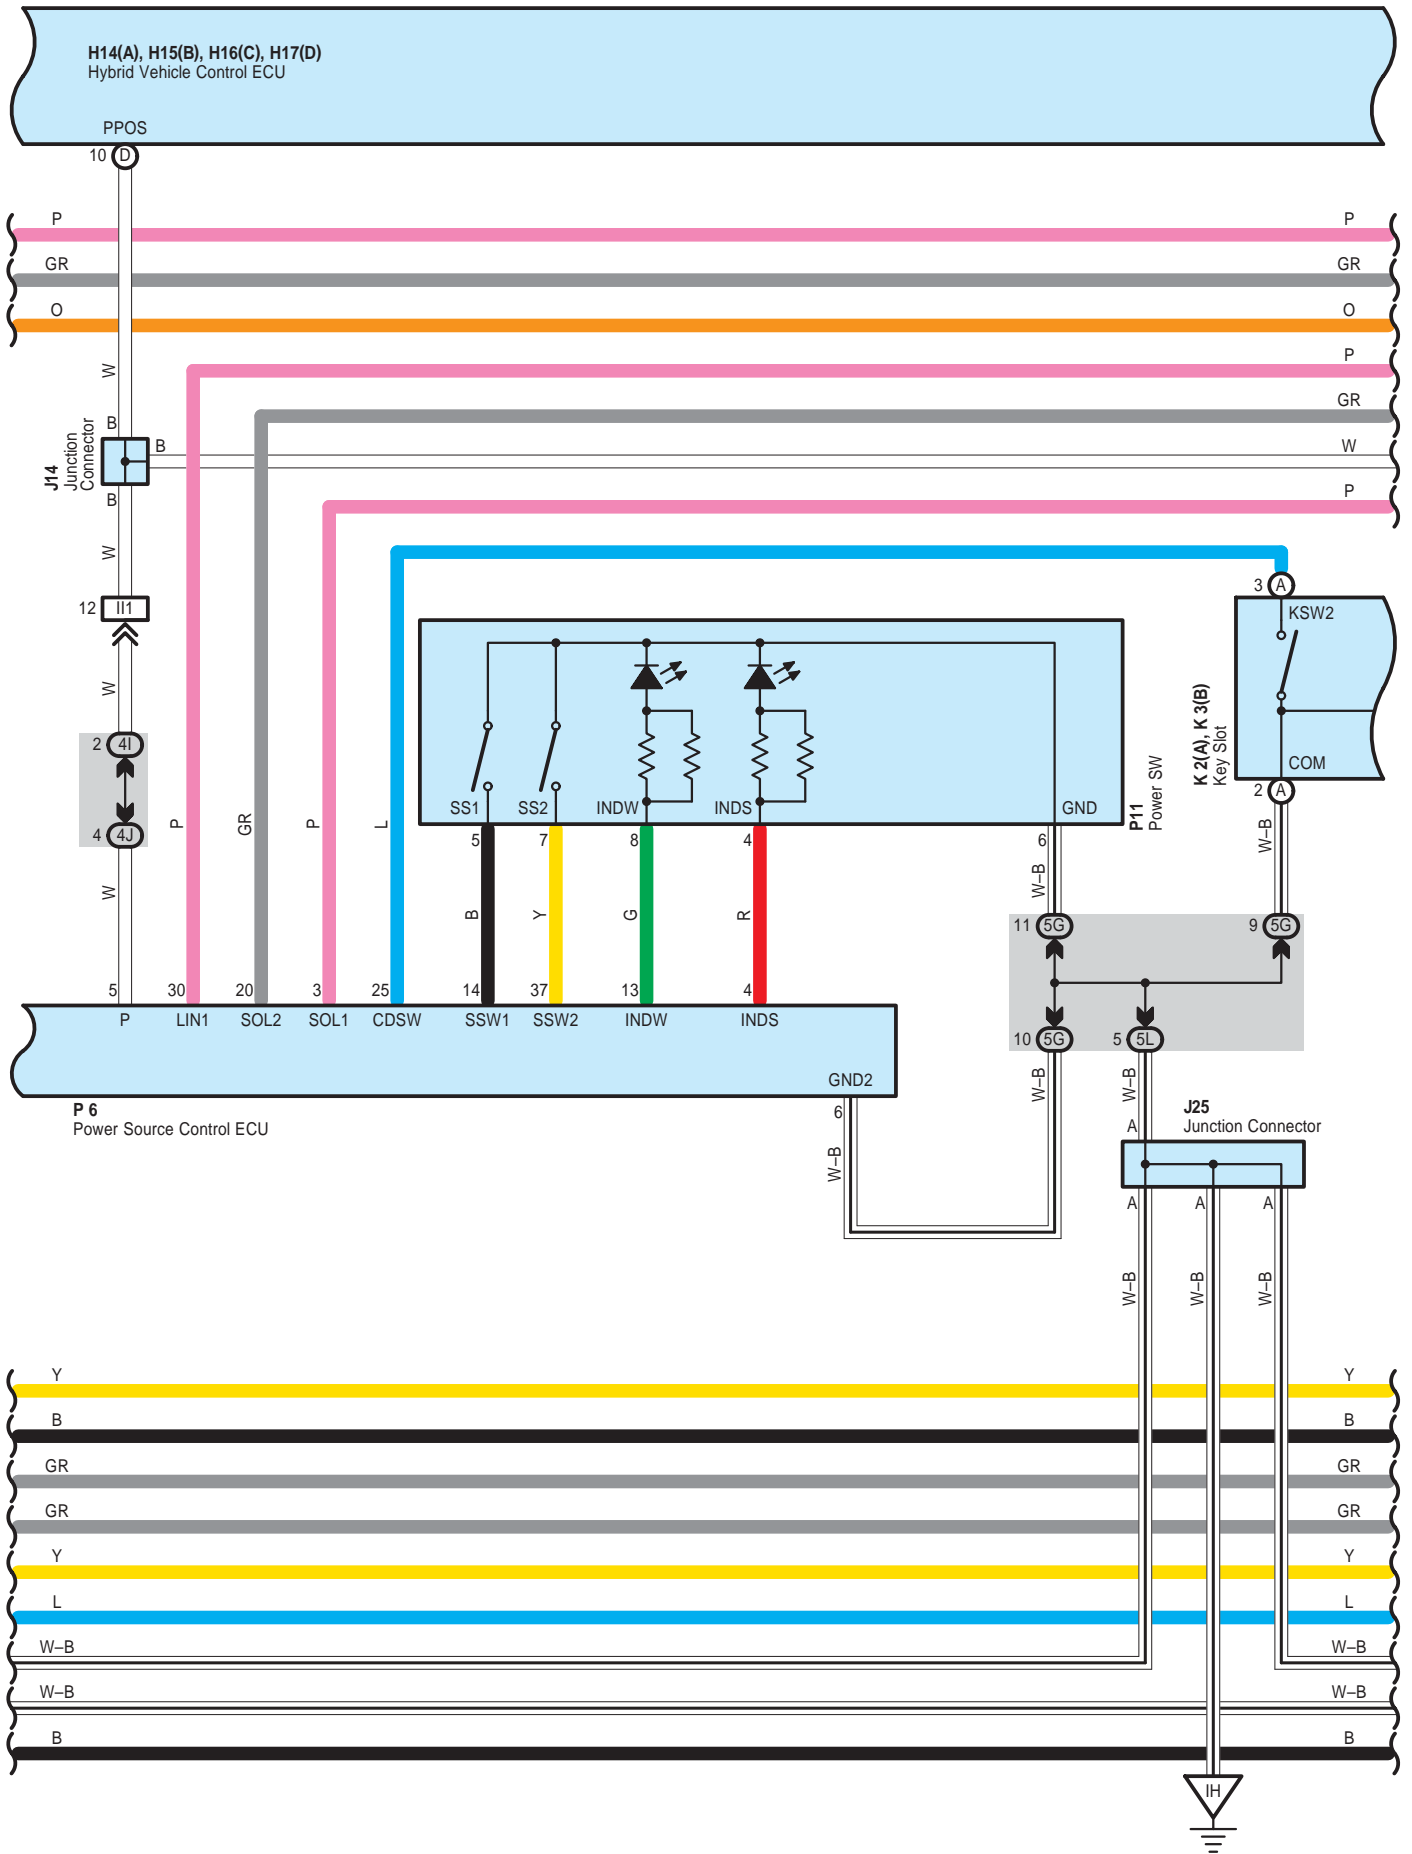 H14(A), H15(B), H16(C), H17(D)
Hybrid Vehicle Control ECU
PPOS
10 D
P P
GR GR
O O
W P
GR
B
J14
Junction
Connector
B W
B
P
W
3 A
12 II1
KSW2
W
K 2(A), K 3(B)
Key Slot
2 4I
COM
2 A
P11
Power SW
SS1 SS2 INDW INDS GND
4 4J
P GR P L
5 7 8 4 6
W–B
W–B
W
B Y G R
11 5G 9 5G
5 30 20 3 25 14 37 13 4
P LIN1 SOL2 SOL1 CDSW SSW1 SSW2 INDW INDS
10 5G 5 5L
GND2
W–B W–B
P 6
Power Source Control ECU
6
J25
Junction Connector
A
W–B
A A A
W–B W–B W–B
Y Y
B B
GR GR
GR GR
Y Y
L L
W–B W–B
W–B W–B
B B
IH